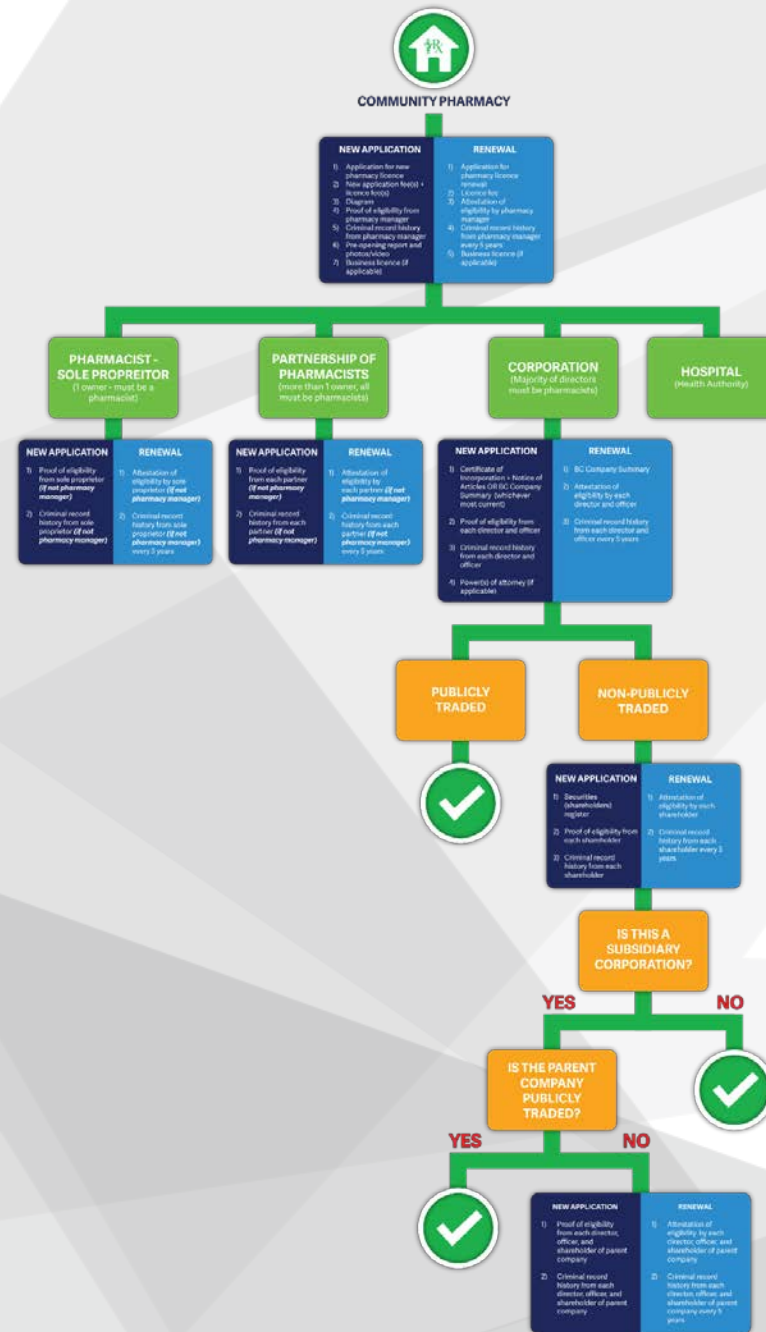 COMMUNITY PHARMACY
NEW APPLICATION
1) Application for new
pharmacy licence
2) New application fee(s) +
licence fee(s)
3) Diagram
4) Proof of eligibility from
pharmacy manager
5) Criminal record history
from pharmacy manager
6) Pre-opening report and
photos/video
7) Business licence (if
applicable)
RENEWAL
1) Application for
pharmacy licence
renewal
2) Licence fee
3) Attestation of
eligibility by pharmacy
manager
4) Criminal record history
from pharmacy manager
every 5 years
5) Business licence (if
applicable)
PHARMACIST -
SOLE PROPREITOR
(1 owner - must be a
pharmacist)
NEW APPLICATION
1) Proof of eligibility
from sole proprietor
(if not pharmacy
manager)
2) Criminal record
history from sole
proprietor (if not
pharmacy manager)
RENEWAL
1) Attestation of
eligibility by sole
proprietor (if not
pharmacy manager)
2) Criminal record
history from sole
proprietor (if not
pharmacy manager)
every 5 years
PARTNERSHIP OF
PHARMACISTS
(more than 1 owner, all
must be pharmacists)
NEW APPLICATION
1) Proof of eligibility
from each partner
(if not pharmacy
manager)
2) Criminal record
history from each
partner (if not
pharmacy manager)
RENEWAL
1) Attestation of
eligibility by
each partner (if not
pharmacy manager)
2) Criminal record
history from each
partner (if not
pharmacy manager)
every 5 years
CORPORATION
(Majority of directors
must be pharmacists)
NEW APPLICATION
1) Certificate of
Incorporation + Notice of
Articles OR BC Company
Summary (whichever
most current)
2) Proof of eligibility from
each director and officer
3) Criminal record history
from each director and
officer
4) Power(s) of attorney (if
applicable)
RENEWAL
1) BC Company Summary
2) Attestation of
eligibility by each
director and officer
3) Criminal record history
from each director and
officer every 5 years
HOSPITAL
(Health Authority)
PUBLICLY
TRADED
NON-PUBLICLY
TRADED
NEW APPLICATION
1) Securities
(shareholders)
register
2) Proof of eligibility from
each shareholder
3) Criminal record
history from each
shareholder
RENEWAL
1) Attestation of
eligibility by each
shareholder
2) Criminal record
history from each
shareholder every 5
years
IS THIS A
SUBSIDIARY
CORPORATION?
YES
NO
IS THE PARENT
COMPANY
PUBLICLY
TRADED?
YES
NO
NEW APPLICATION
1) Proof of eligibility
from each director,
officer, and
shareholder of parent
company
2) Criminal record
history from each
director, officer, and
shareholder of parent
company
RENEWAL
1) Attestation of
eligibility by each
director, officer, and
shareholder of parent
company
2) Criminal record
history from each
director, officer, and
shareholder of parent
company every 5
years